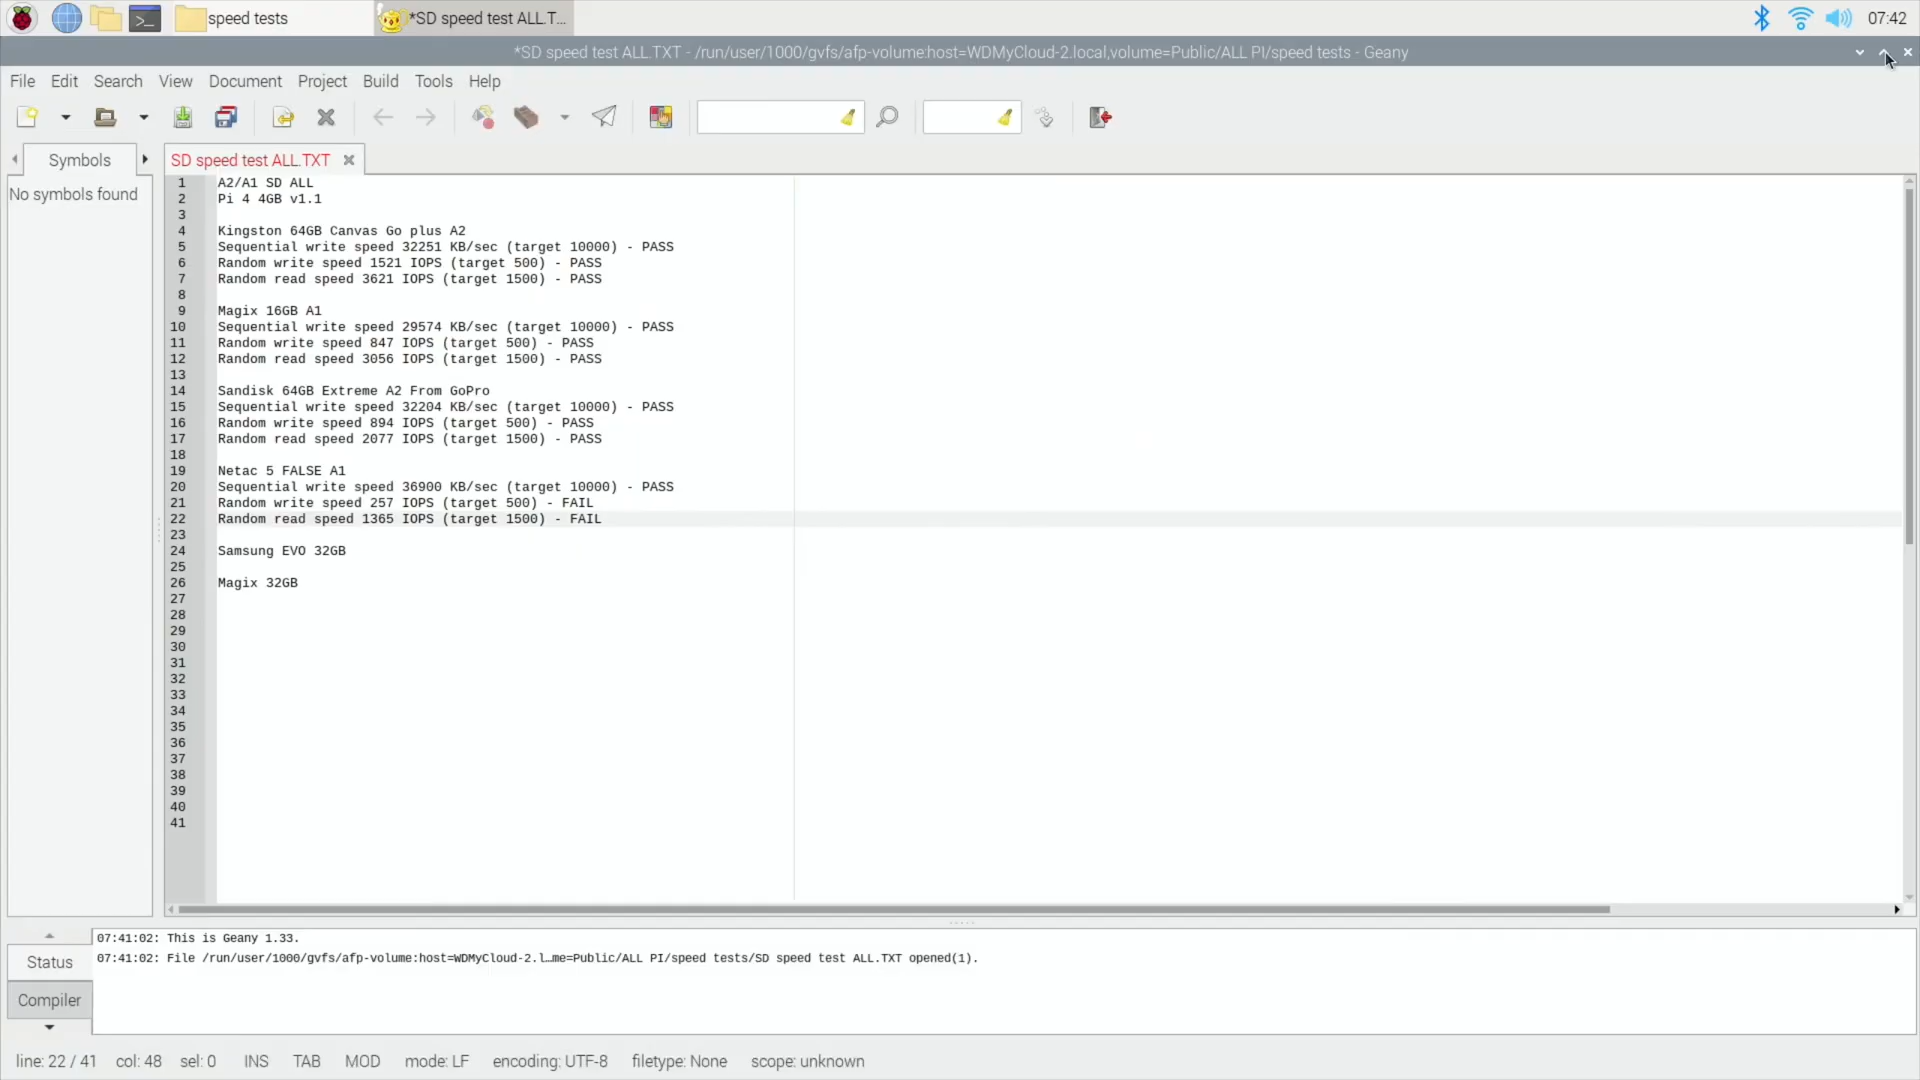 speed tests
*SD speed test ALL.T...
07:42
*SD speed test ALL.TXT - /run/user/1000/gvfs/afp-volume:host=WDMyCloud-2.local,volume=Public/ALL PI/speed tests - Geany
File Edit Search View Document Project Build Tools Help
Symbols
SD speed test ALL.TXT
No symbols found
1 A2/A1 SD ALL
2 Pi 4 4GB v1.1
3
4 Kingston 64GB Canvas Go plus A2
5 Sequential write speed 32251 KB/sec (target 10000) - PASS
6 Random write speed 1521 IOPS (target 500) - PASS
7 Random read speed 3621 IOPS (target 1500) - PASS
8
9 Magix 16GB A1
10 Sequential write speed 29574 KB/sec (target 10000) - PASS
11 Random write speed 847 IOPS (target 500) - PASS
12 Random read speed 3056 IOPS (target 1500) - PASS
13
14 Sandisk 64GB Extreme A2 From GoPro
15 Sequential write speed 32204 KB/sec (target 10000) - PASS
16 Random write speed 894 IOPS (target 500) - PASS
17 Random read speed 2077 IOPS (target 1500) - PASS
18
19 Netac 5 FALSE A1
20 Sequential write speed 36900 KB/sec (target 10000) - PASS
21 Random write speed 257 IOPS (target 500) - FAIL
22 Random read speed 1365 IOPS (target 1500) - FAIL
23
24 Samsung EVO 32GB
25
26 Magix 32GB
27
28
29
30
31
32
33
34
35
36
37
38
39
40
41
Status
Compiler
07:41:02: This is Geany 1.33.
07:41:02: File /run/user/1000/gvfs/afp-volume:host=WDMyCloud-2.l…me=Public/ALL PI/speed tests/SD speed test ALL.TXT opened(1).
line: 22 / 41 col: 48 sel: 0 INS TAB MOD mode: LF encoding: UTF-8 filetype: None scope: unknown